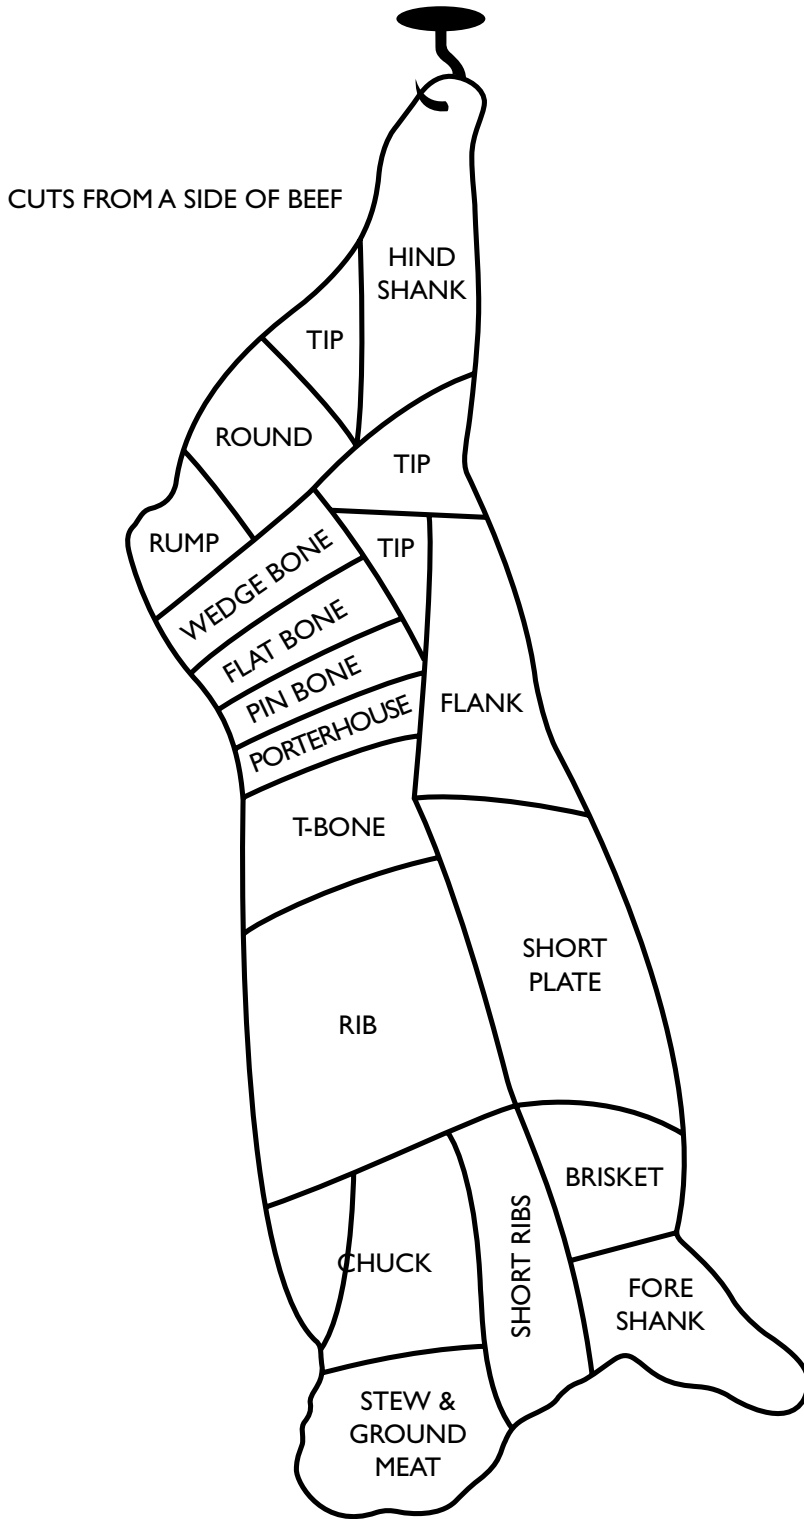 CUTS FROM A SIDE OF BEEF
HIND
SHANK
TIP
ROUND
TIP
RUMP
TIP
WEDGE BONE
FLAT BONE
PIN BONE
PORTERHOUSE
FLANK
T-BONE
SHORT
PLATE
RIB
BRISKET
CHUCK
SHORT RIBS
FORE
SHANK
STEW &
GROUND
MEAT